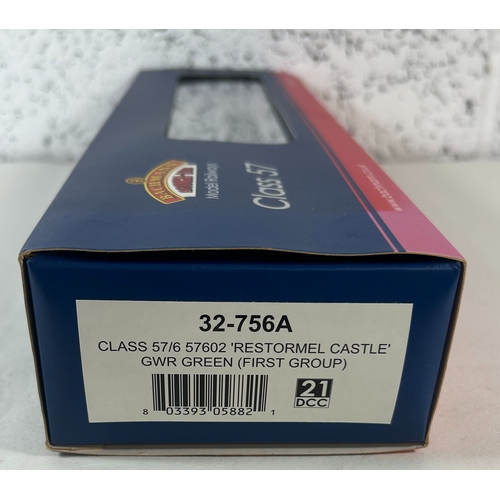 BACHMANN
Model Railways
Class 57
32-756A
CLASS 57/6 57602 'RESTORMEL CASTLE'
GWR GREEN (FIRST GROUP)
21
DCC
8 03393 05882 1